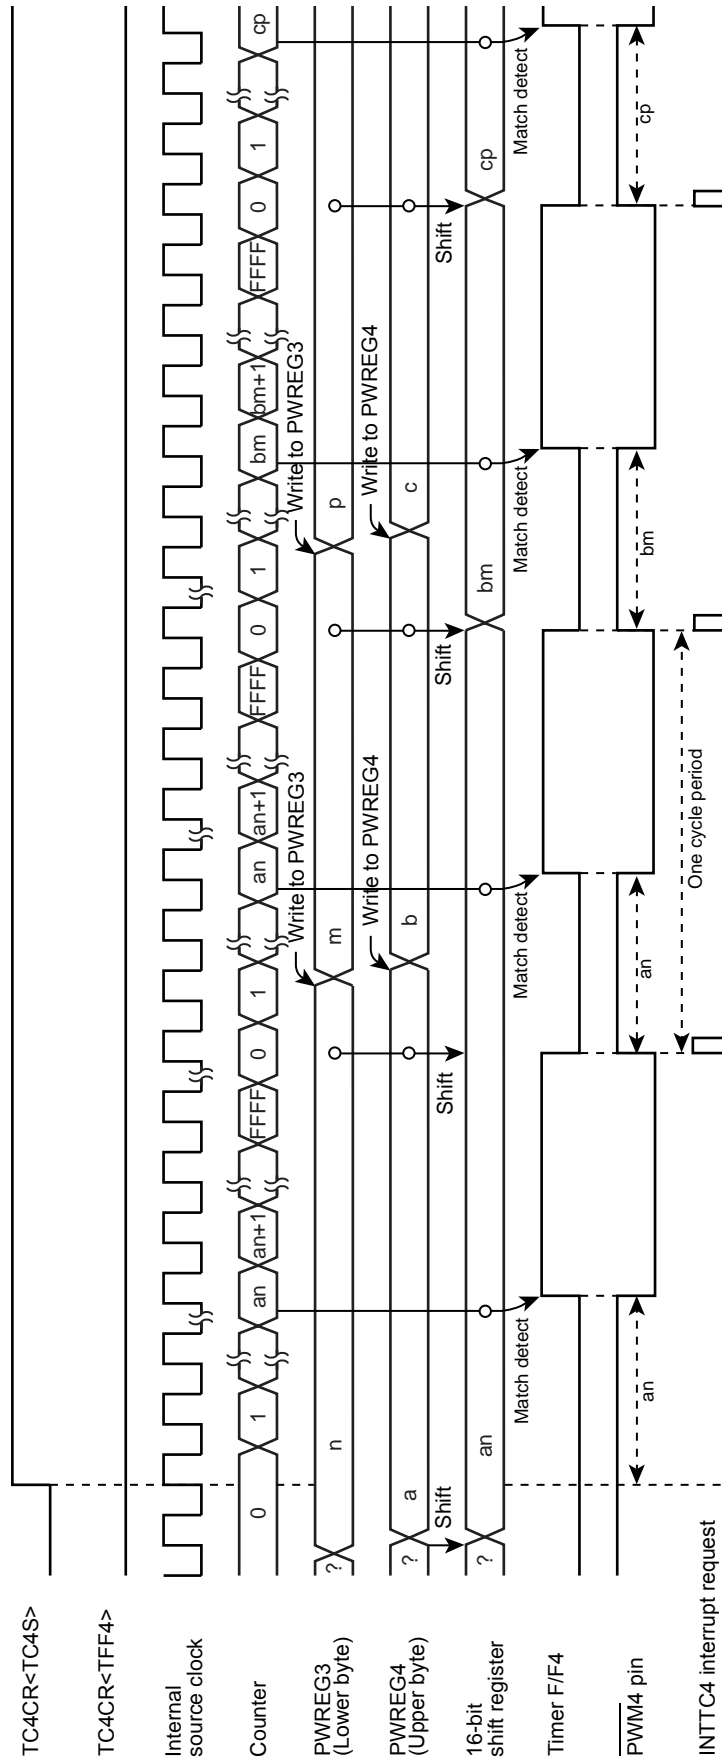 TC4CR<TC4S>
TC4CR<TFF4>
Internal
source clock
Counter
0 1 an an+1 FFFF 0 1 an an+1 FFFF 0 1 bm bm+1 FFFF 0 1 cp
Write to PWREG3
Write to PWREG3
PWREG3
(Lower byte)
? n m p
Write to PWREG4
Write to PWREG4
PWREG4
(Upper byte)
? a b c
Shift
Shift
Shift
Shift
16-bit
shift register
? an bm cp
Match detect
Match detect
Match detect
Match detect
Timer F/F4
PWM4 pin
an an bm cp
One cycle period
INTTC4 interrupt request